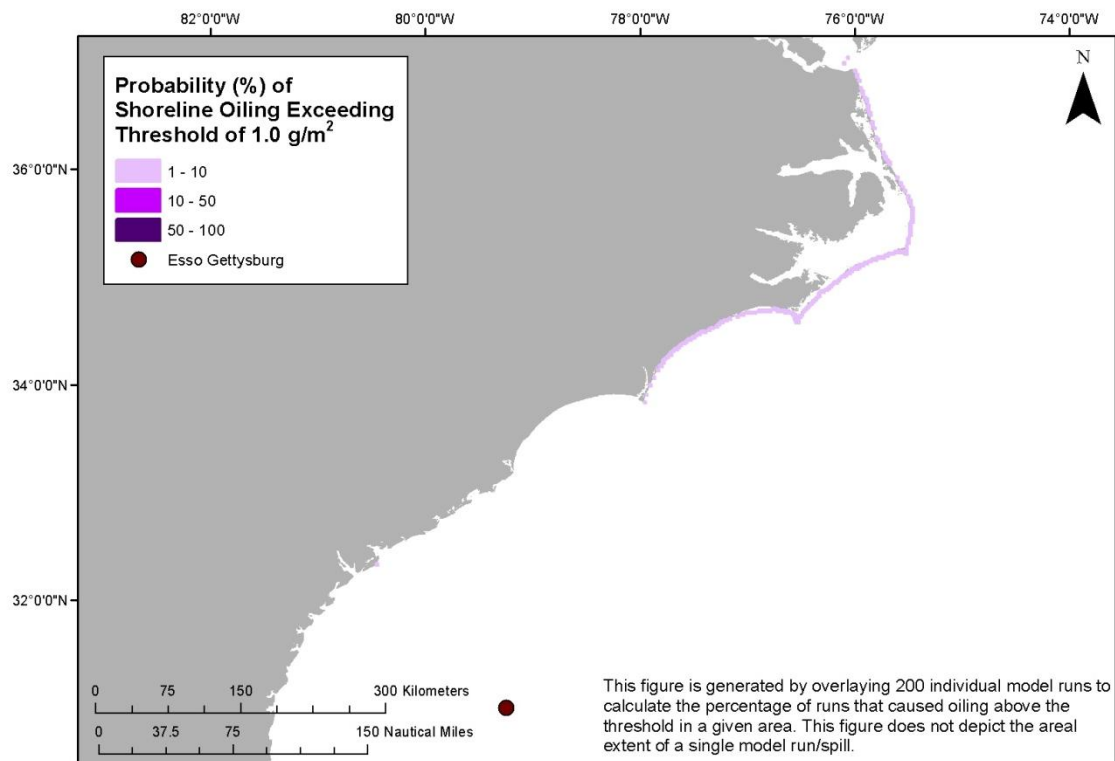 82°0'0"W 80°0'0"W 78°0'0"W 76°0'0"W 74°0'0"W
N
Probability (%) of
Shoreline Oiling Exceeding
Threshold of 1.0 g/m²
1 - 10
10 - 50
50 - 100
Esso Gettysburg
36°0'0"N
34°0'0"N
32°0'0"N
0 75 150 300 Kilometers
0 37.5 75 150 Nautical Miles
This figure is generated by overlaying 200 individual model runs to
calculate the percentage of runs that caused oiling above the
threshold in a given area. This figure does not depict the areal
extent of a single model run/spill.